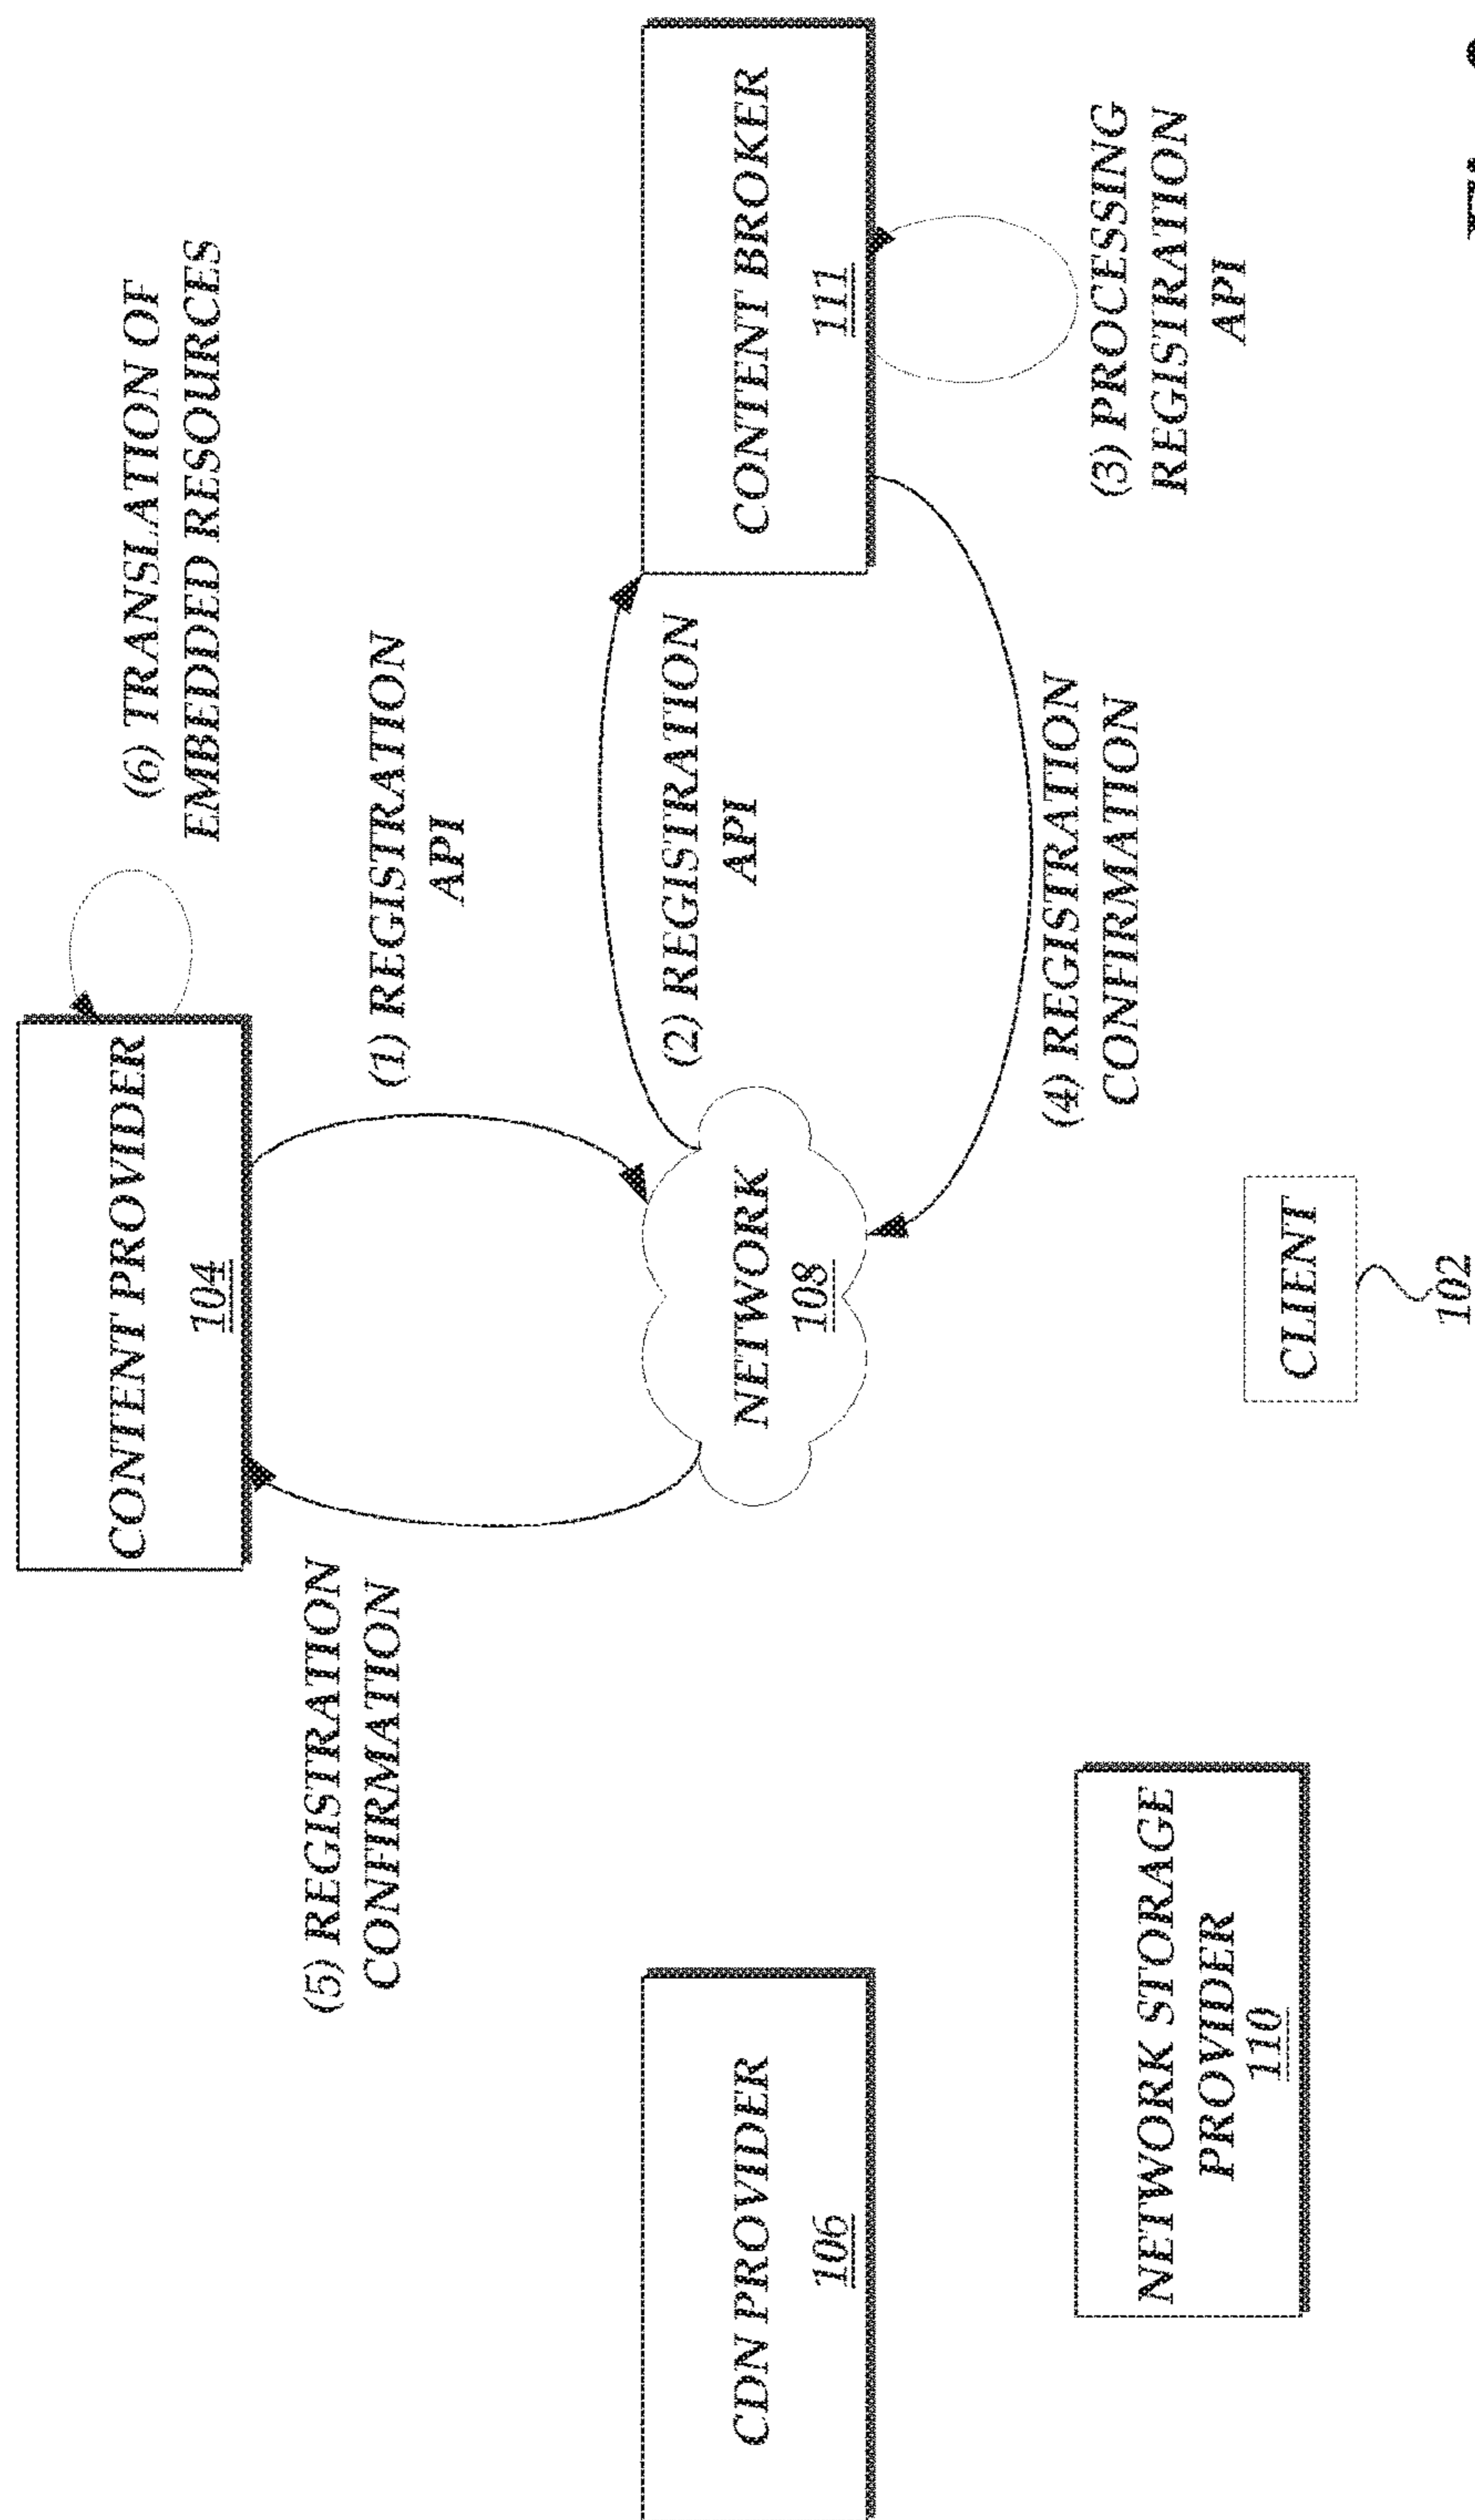 (6) TRANSLATION OF
EMBEDDED RESOURCES
CONTENT PROVIDER
104
(5) REGISTRATION
CONFIRMATION
(1) REGISTRATION
API
CDN PROVIDER
106
NETWORK
108
(2) REGISTRATION
API
CONTENT BROKER
111
(4) REGISTRATION
CONFIRMATION
(3) PROCESSING
REGISTRATION
API
NETWORK STORAGE
PROVIDER
110
CLIENT
102